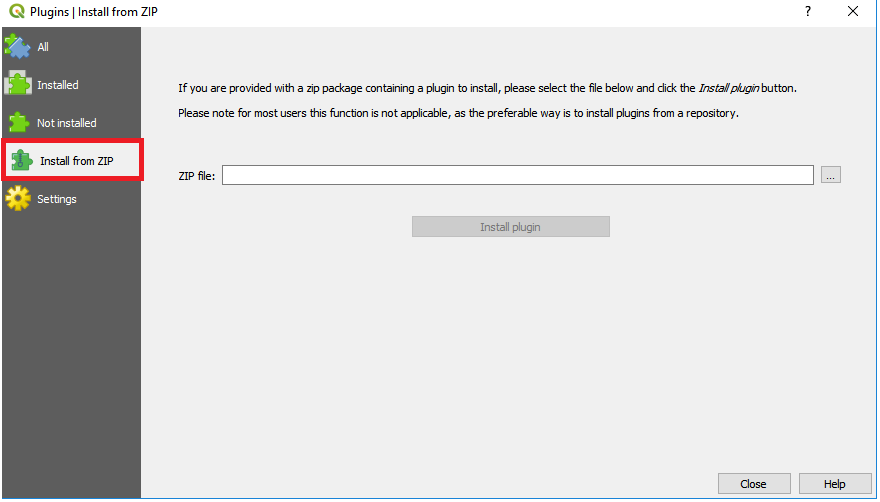 Plugins | Install from ZIP
?
All
Installed
Not installed
Install from ZIP
Settings
If you are provided with a zip package containing a plugin to install, please select the file below and click the Install plugin button.
Please note for most users this function is not applicable, as the preferable way is to install plugins from a repository.
ZIP file:
...
Install plugin
Close
Help